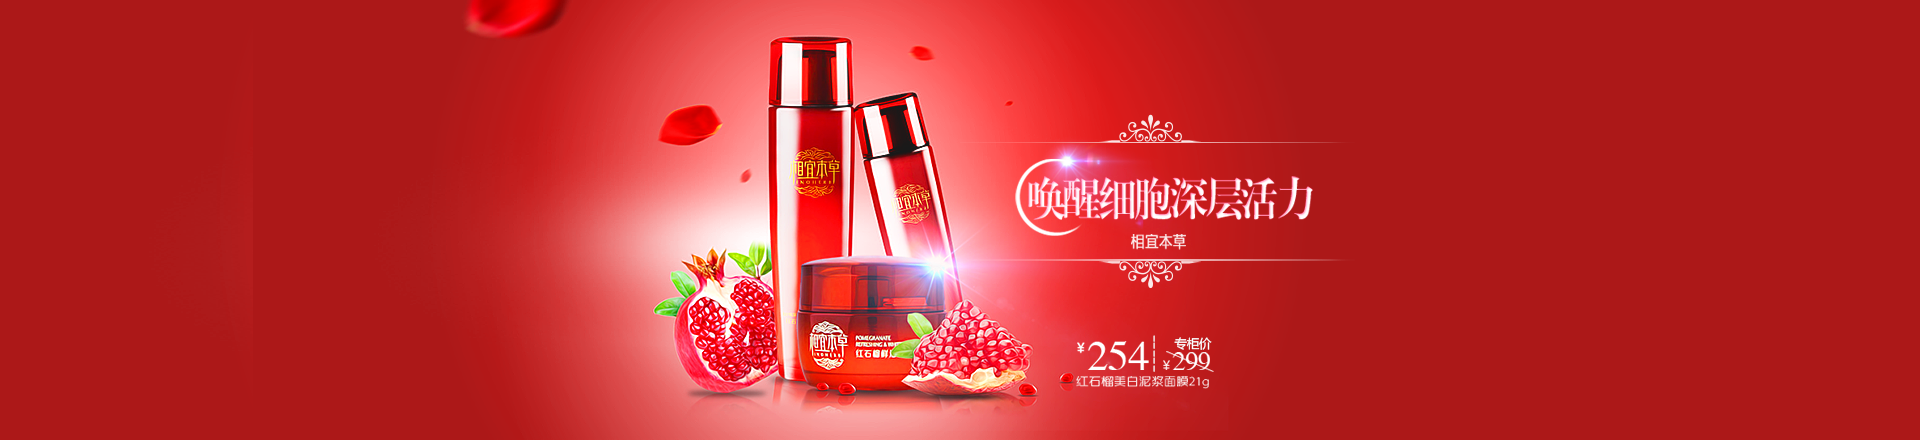 相宜本草
INOHERB
相宜本草
INOHERB
相宜本草
INOHERB
POMEGRANATE
REFRESHING &
红石榴鲜
唤醒细胞深层活力
相宜本草
¥254
专柜价
¥299
红石榴美白泥浆面膜21g